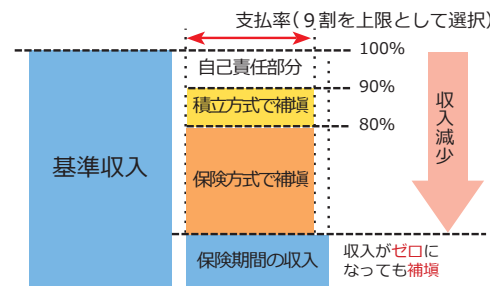 支払率(９割を上限として選択)
100%
自己責任部分
90%
積立方式で補塡
80%
収入減少
基準収入
保険方式で補塡
保険期間の収入
収入がゼロに
なっても補塡